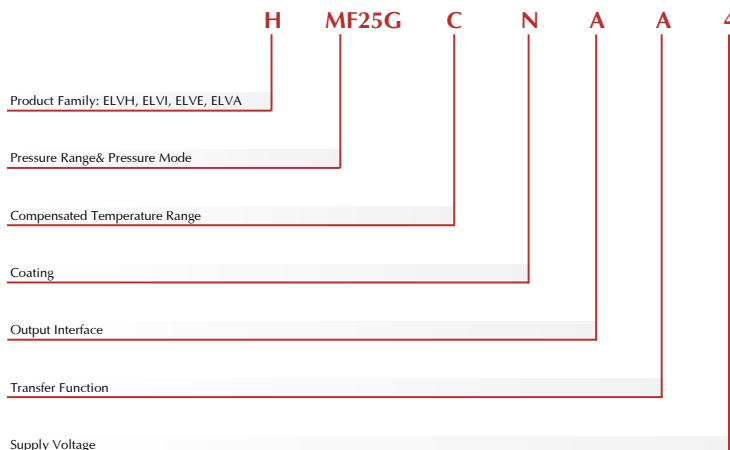 H MF25G C N A A 4
Product Family: ELVH, ELVI, ELVE, ELVA
Pressure Range& Pressure Mode
Compensated Temperature Range
Coating
Output Interface
Transfer Function
Supply Voltage